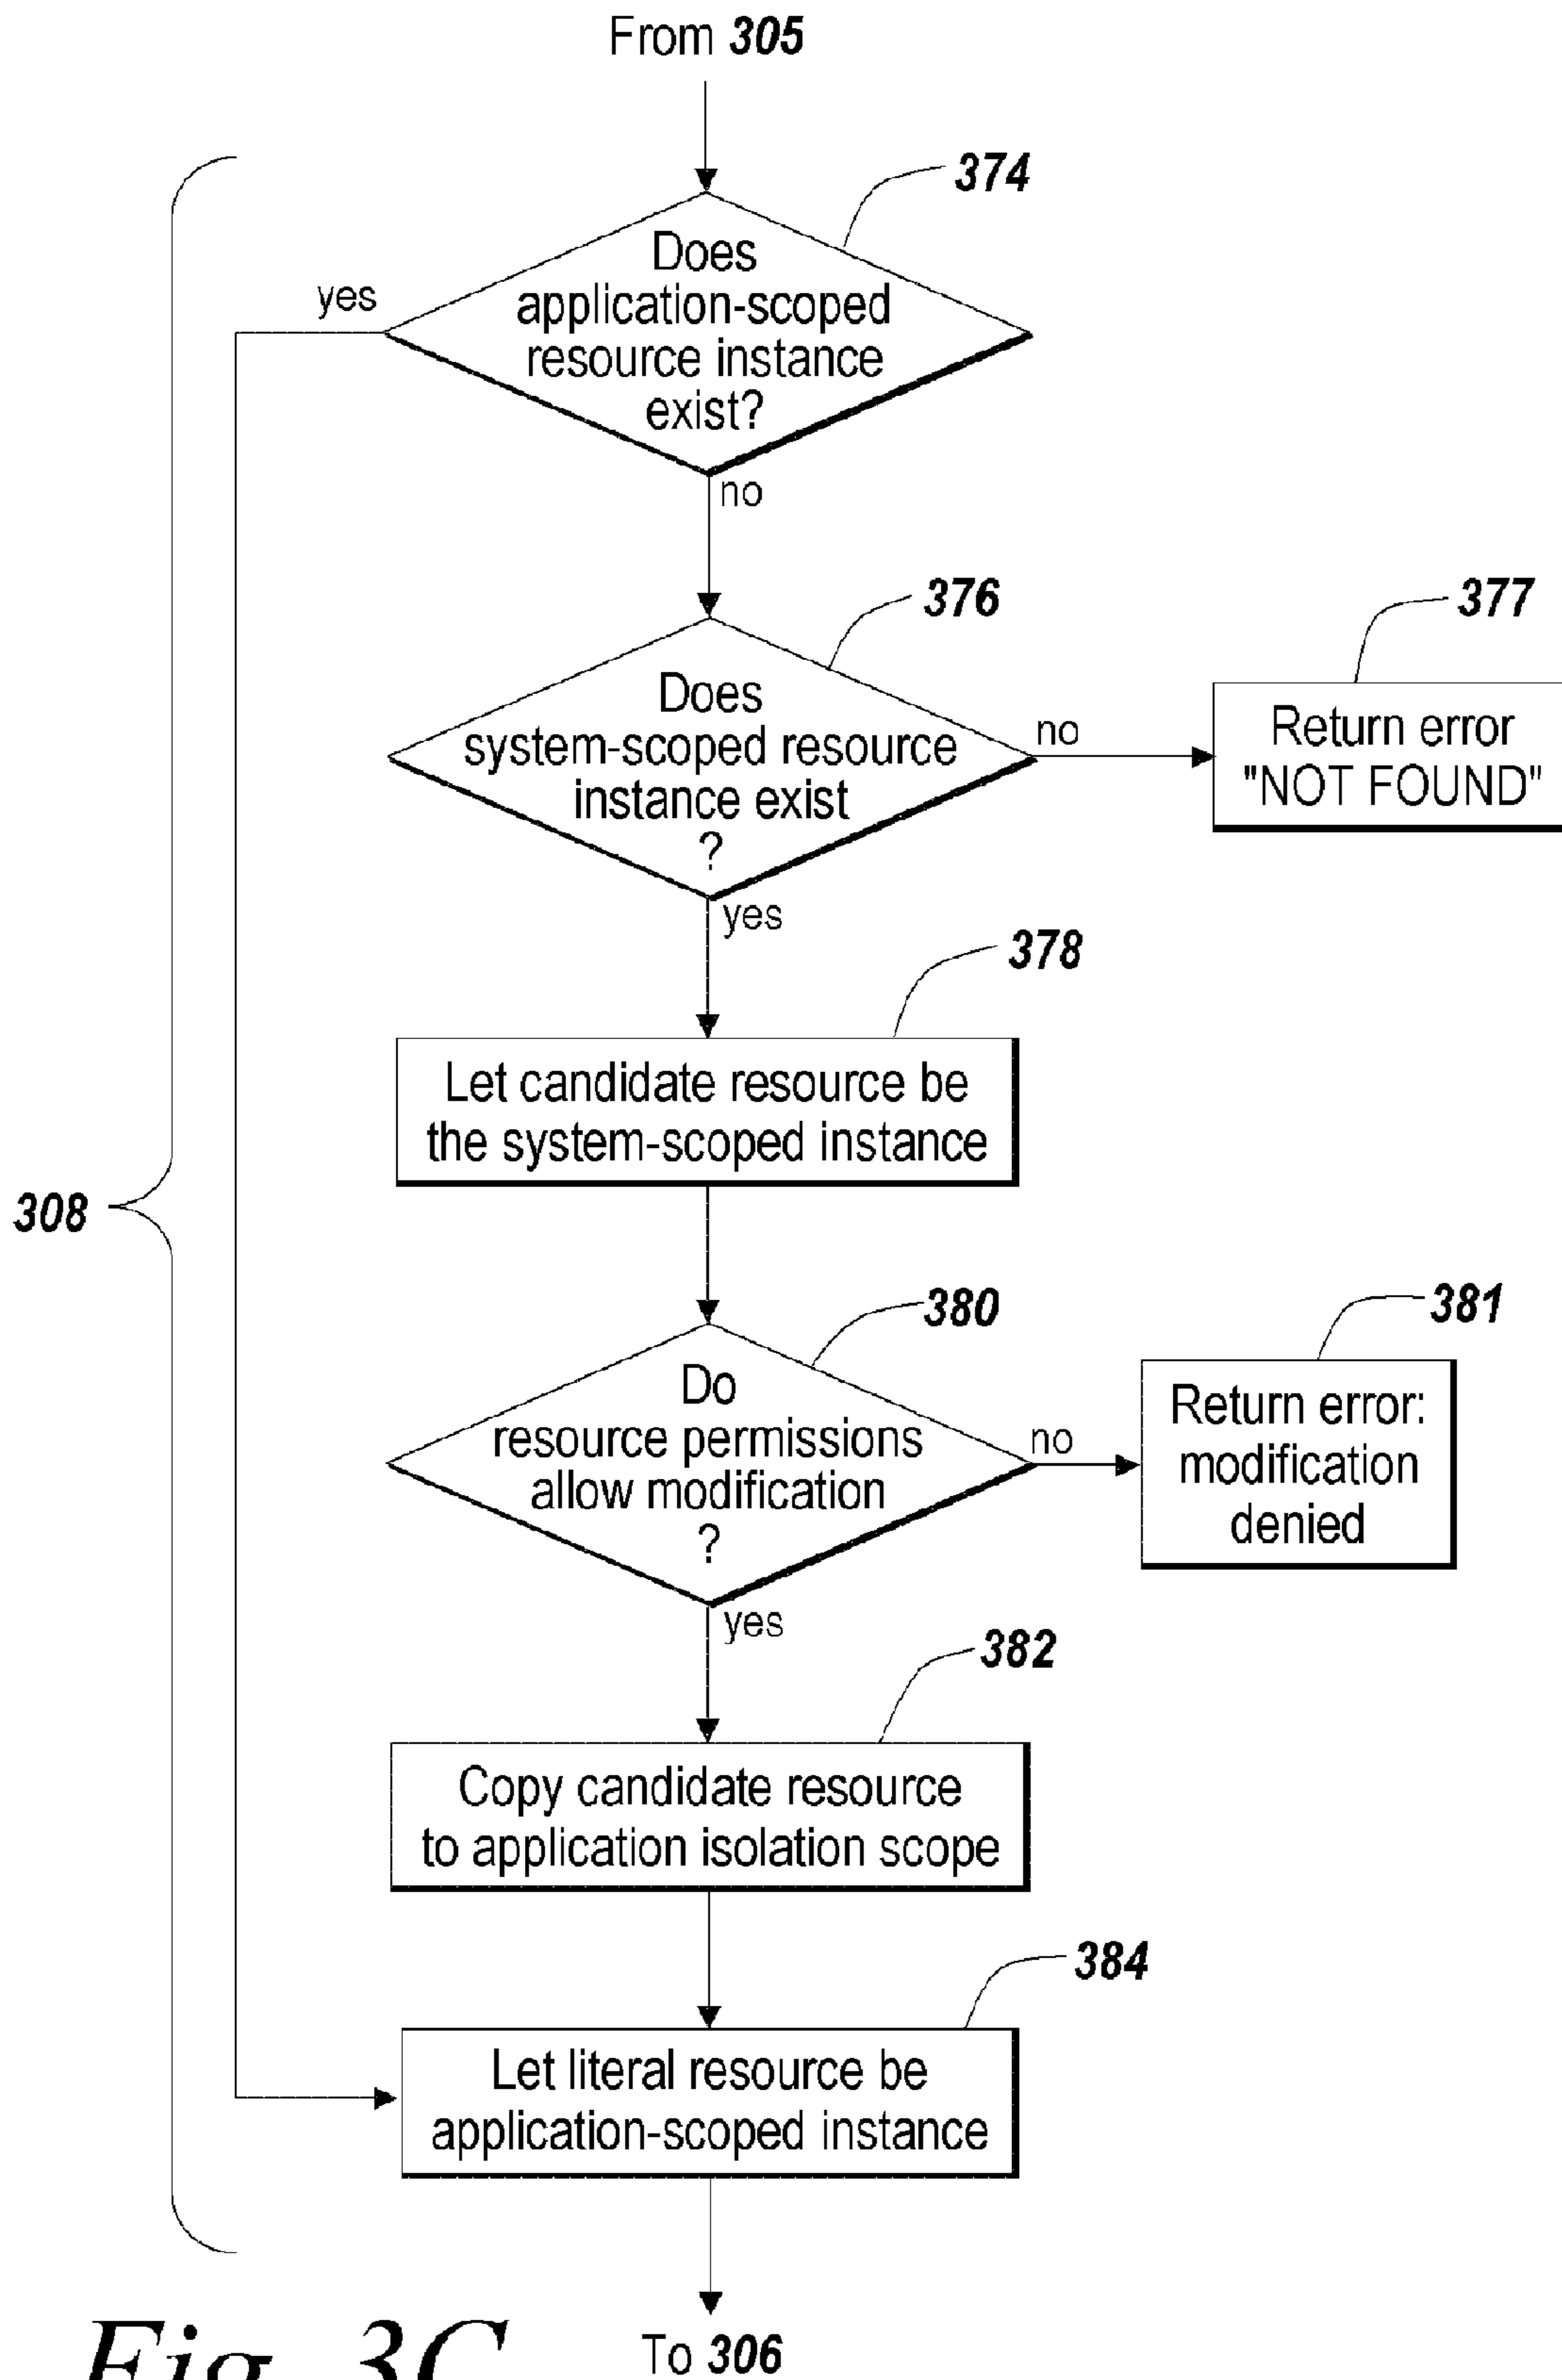 From 305
374
Does
application-scoped
resource instance
exist?
yes
no
376
377
Does
system-scoped resource
instance exist
?
no
Return error
"NOT FOUND"
yes
378
Let candidate resource be
the system-scoped instance
308
380
381
Do
resource permissions
allow modification
?
no
Return error:
modification
denied
yes
382
Copy candidate resource
to application isolation scope
384
Let literal resource be
application-scoped instance
Fig. 3C
To 306